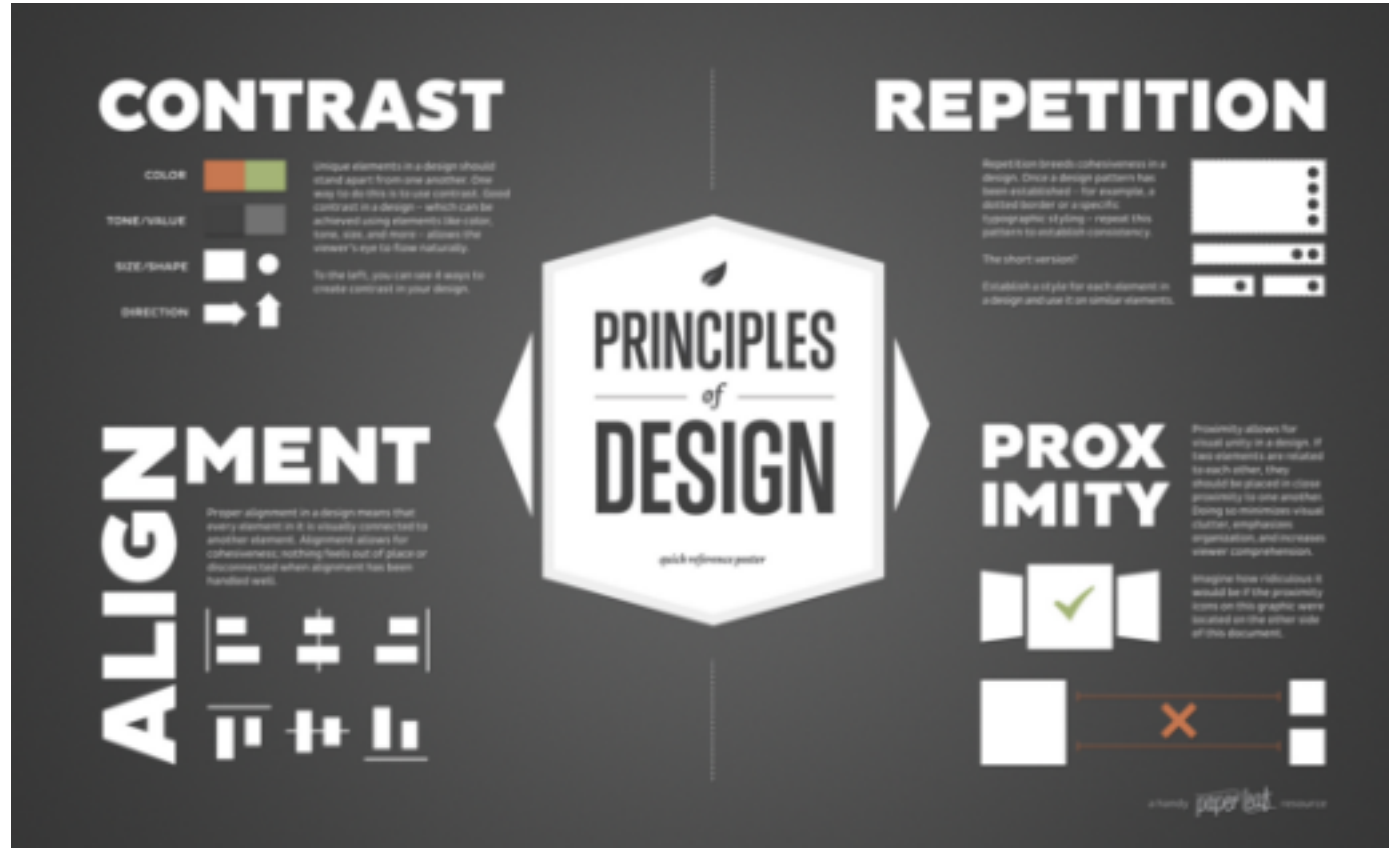 CONTRAST
COLOR
TONE/VALUE
SIZE/SHAPE
DIRECTION
Unique elements in a design should
stand apart from one another. One
way to do this is to use contrast. Good
contrast in a design – which can be
achieved using elements like color,
tone, size, and more – allows the
viewer's eye to flow naturally.
To the left, you can see 4 ways to
create contrast in your design.
REPETITION
Repetition breeds cohesiveness in a
design. Once a design pattern has
been established – for example, a
dotted border or a specific
typographic styling – repeat this
pattern to establish consistency.
The short version?
Establish a style for each element in
a design and use it on similar elements.
PRINCIPLES
of
DESIGN
quick reference poster
ALIGNMENT
Proper alignment in a design means that
every element in it is visually connected to
another element. Alignment allows for
cohesiveness; nothing feels out of place or
disconnected when alignment has been
handled well.
PROX
IMITY
Proximity allows for
visual unity in a design. If
two elements are related
to each other, they
should be placed in close
proximity to one another.
Doing so minimizes visual
clutter, emphasizes
organization, and increases
viewer comprehension.
Imagine how ridiculous it
would be if the proximity
icons on this graphic were
located on the other side
of this document.
a handy paper leaf resource